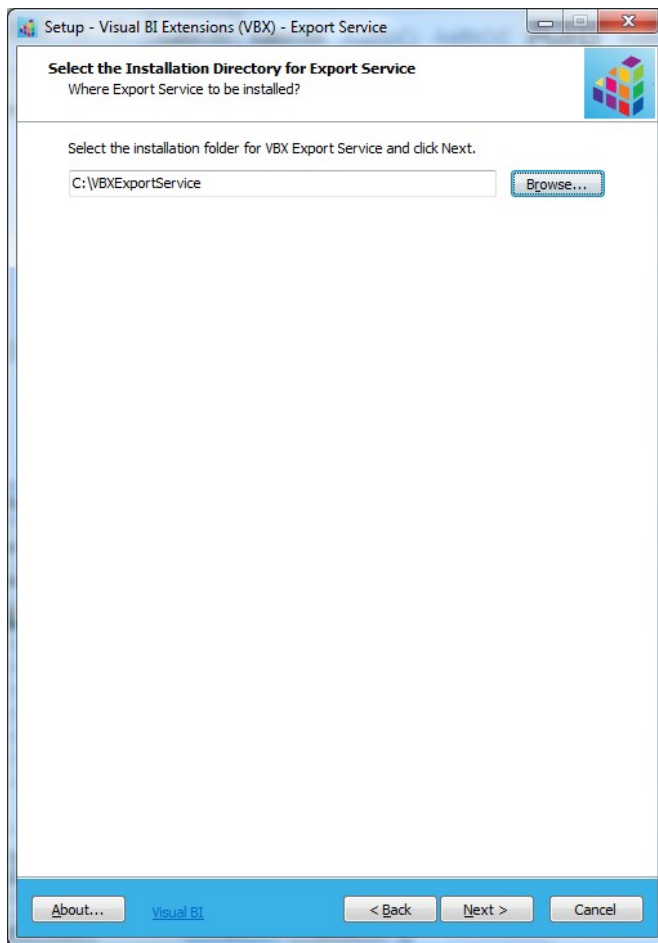 Setup - Visual BI Extensions (VBX) - Export Service
Select the Installation Directory for Export Service
Where Export Service to be installed?
Select the installation folder for VBX Export Service and click Next.
C:\VBXExportService
Browse...
About...
Visual BI
< Back
Next >
Cancel